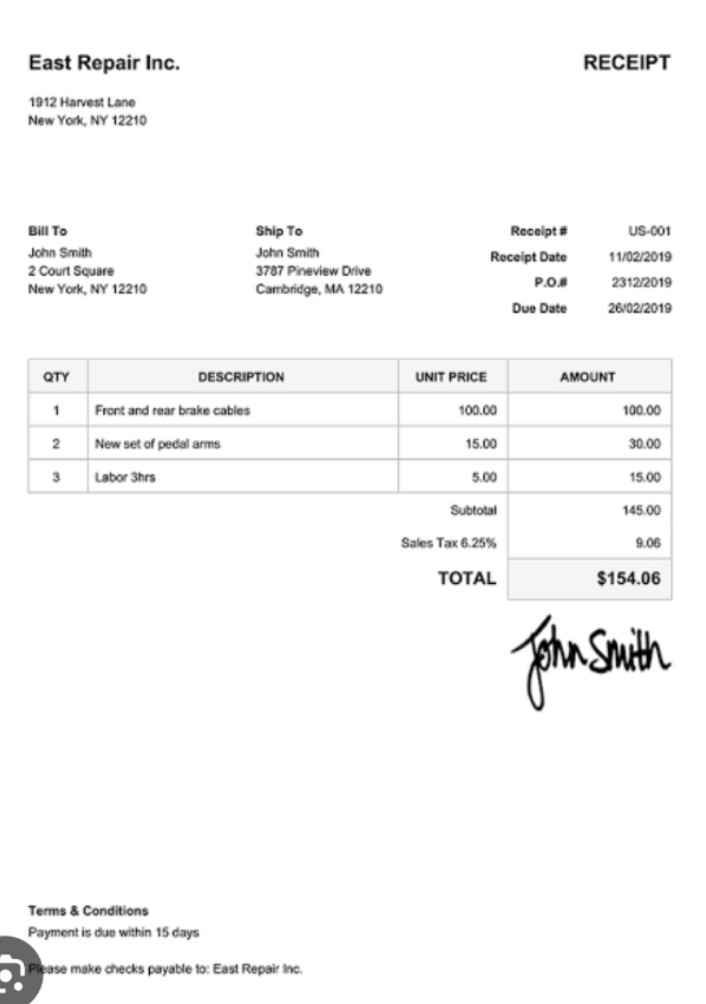 East Repair Inc.
RECEIPT
1912 Harvest Lane
New York, NY 12210
Bill To
John Smith
2 Court Square
New York, NY 12210
Ship To
John Smith
3787 Pineview Drive
Cambridge, MA 12210
Receipt # US-001
Receipt Date 11/02/2019
P.O.# 2312/2019
Due Date 26/02/2019
QTY DESCRIPTION UNIT PRICE AMOUNT
1 Front and rear brake cables 100.00 100.00
2 New set of pedal arms 15.00 30.00
3 Labor 3hrs 5.00 15.00
Subtotal 145.00
Sales Tax 6.25% 9.06
TOTAL $154.06
John Smith
Terms & Conditions
Payment is due within 15 days
Please make checks payable to: East Repair Inc.